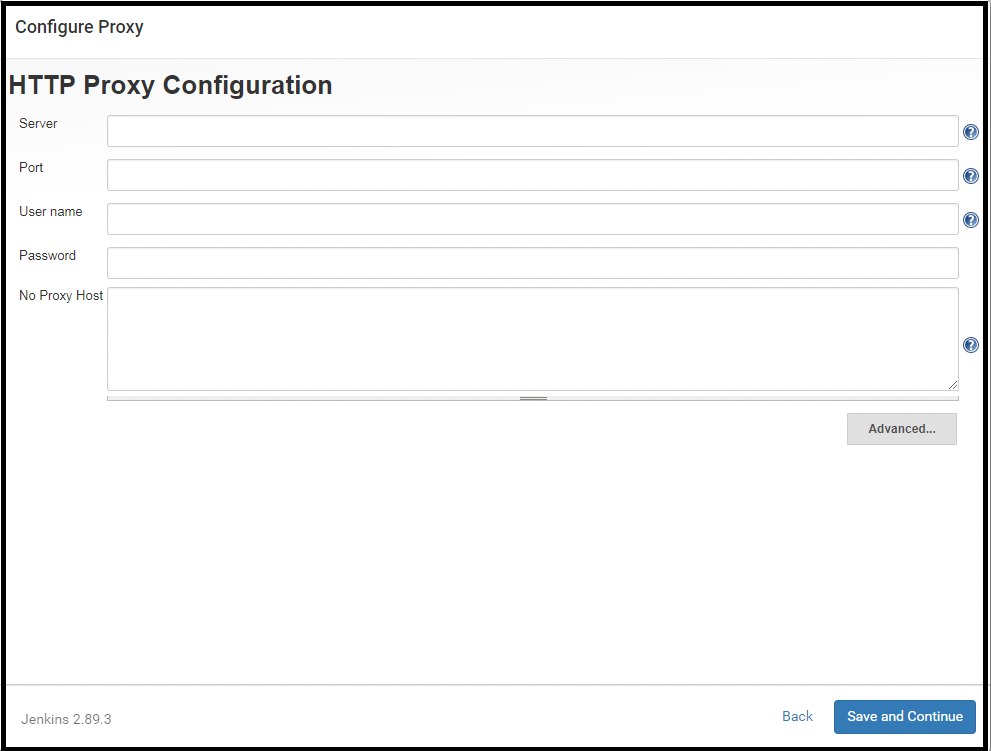 Configure Proxy
HTTP Proxy Configuration
Server
Port
User name
Password
No Proxy Host
Advanced...
Jenkins 2.89.3
Back
Save and Continue